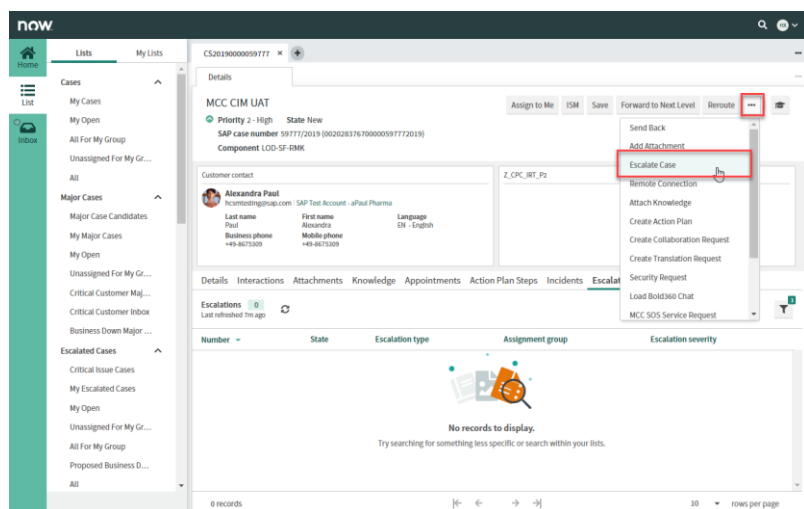 now
Home
List
Inbox
Lists
My Lists
Cases
My Cases
My Open
All For My Group
Unassigned For My Gr...
All
Major Cases
Major Case Candidates
My Major Cases
My Open
Unassigned For My Gr...
Critical Customer Maj...
Critical Customer Inbox
Business Down Major ...
Escalated Cases
Critical Issue Cases
My Escalated Cases
My Open
Unassigned For My Gr...
All For My Group
Proposed Business D...
All
CS20190000059777 × +
Details
MCC CIM UAT
Priority 2 - High State New
SAP case number 59777/2019 (002028376700000597772019)
Component LOD-SF-RMK
Assign to Me ISM Save Forward to Next Level Reroute ...
Send Back
Add Attachment
Escalate Case
Remote Connection
Attach Knowledge
Create Action Plan
Create Collaboration Request
Create Translation Request
Security Request
Load Bold360 Chat
MCC SOS Service Request
Customer contact
Alexandra Paul
hcsmtesting@sap.com | SAP Test Account - aPaul Pharma
Last name First name Language
Paul Alexandra EN - English
Business phone Mobile phone
+49-8675309 +49-8675309
Z_CPC_IRT_P2
Details Interactions Attachments Knowledge Appointments Action Plan Steps Incidents Escalat
Escalations 0
Last refreshed 7m ago
1
Number State Escalation type Assignment group Escalation severity
No records to display.
Try searching for something less specific or search within your lists.
0 records
10 rows per page